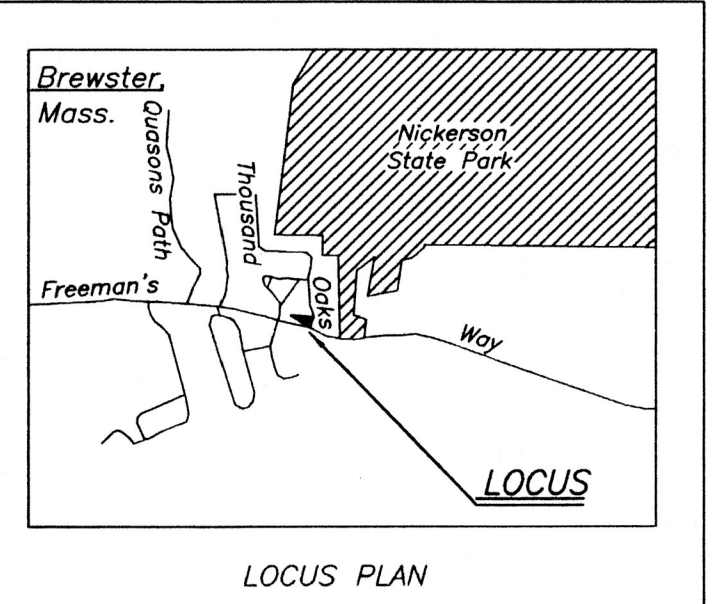 Brewster,
Mass.
Quasons Path
Thousand
Oaks
Nickerson
State Park
Freeman's
Way
LOCUS
LOCUS PLAN